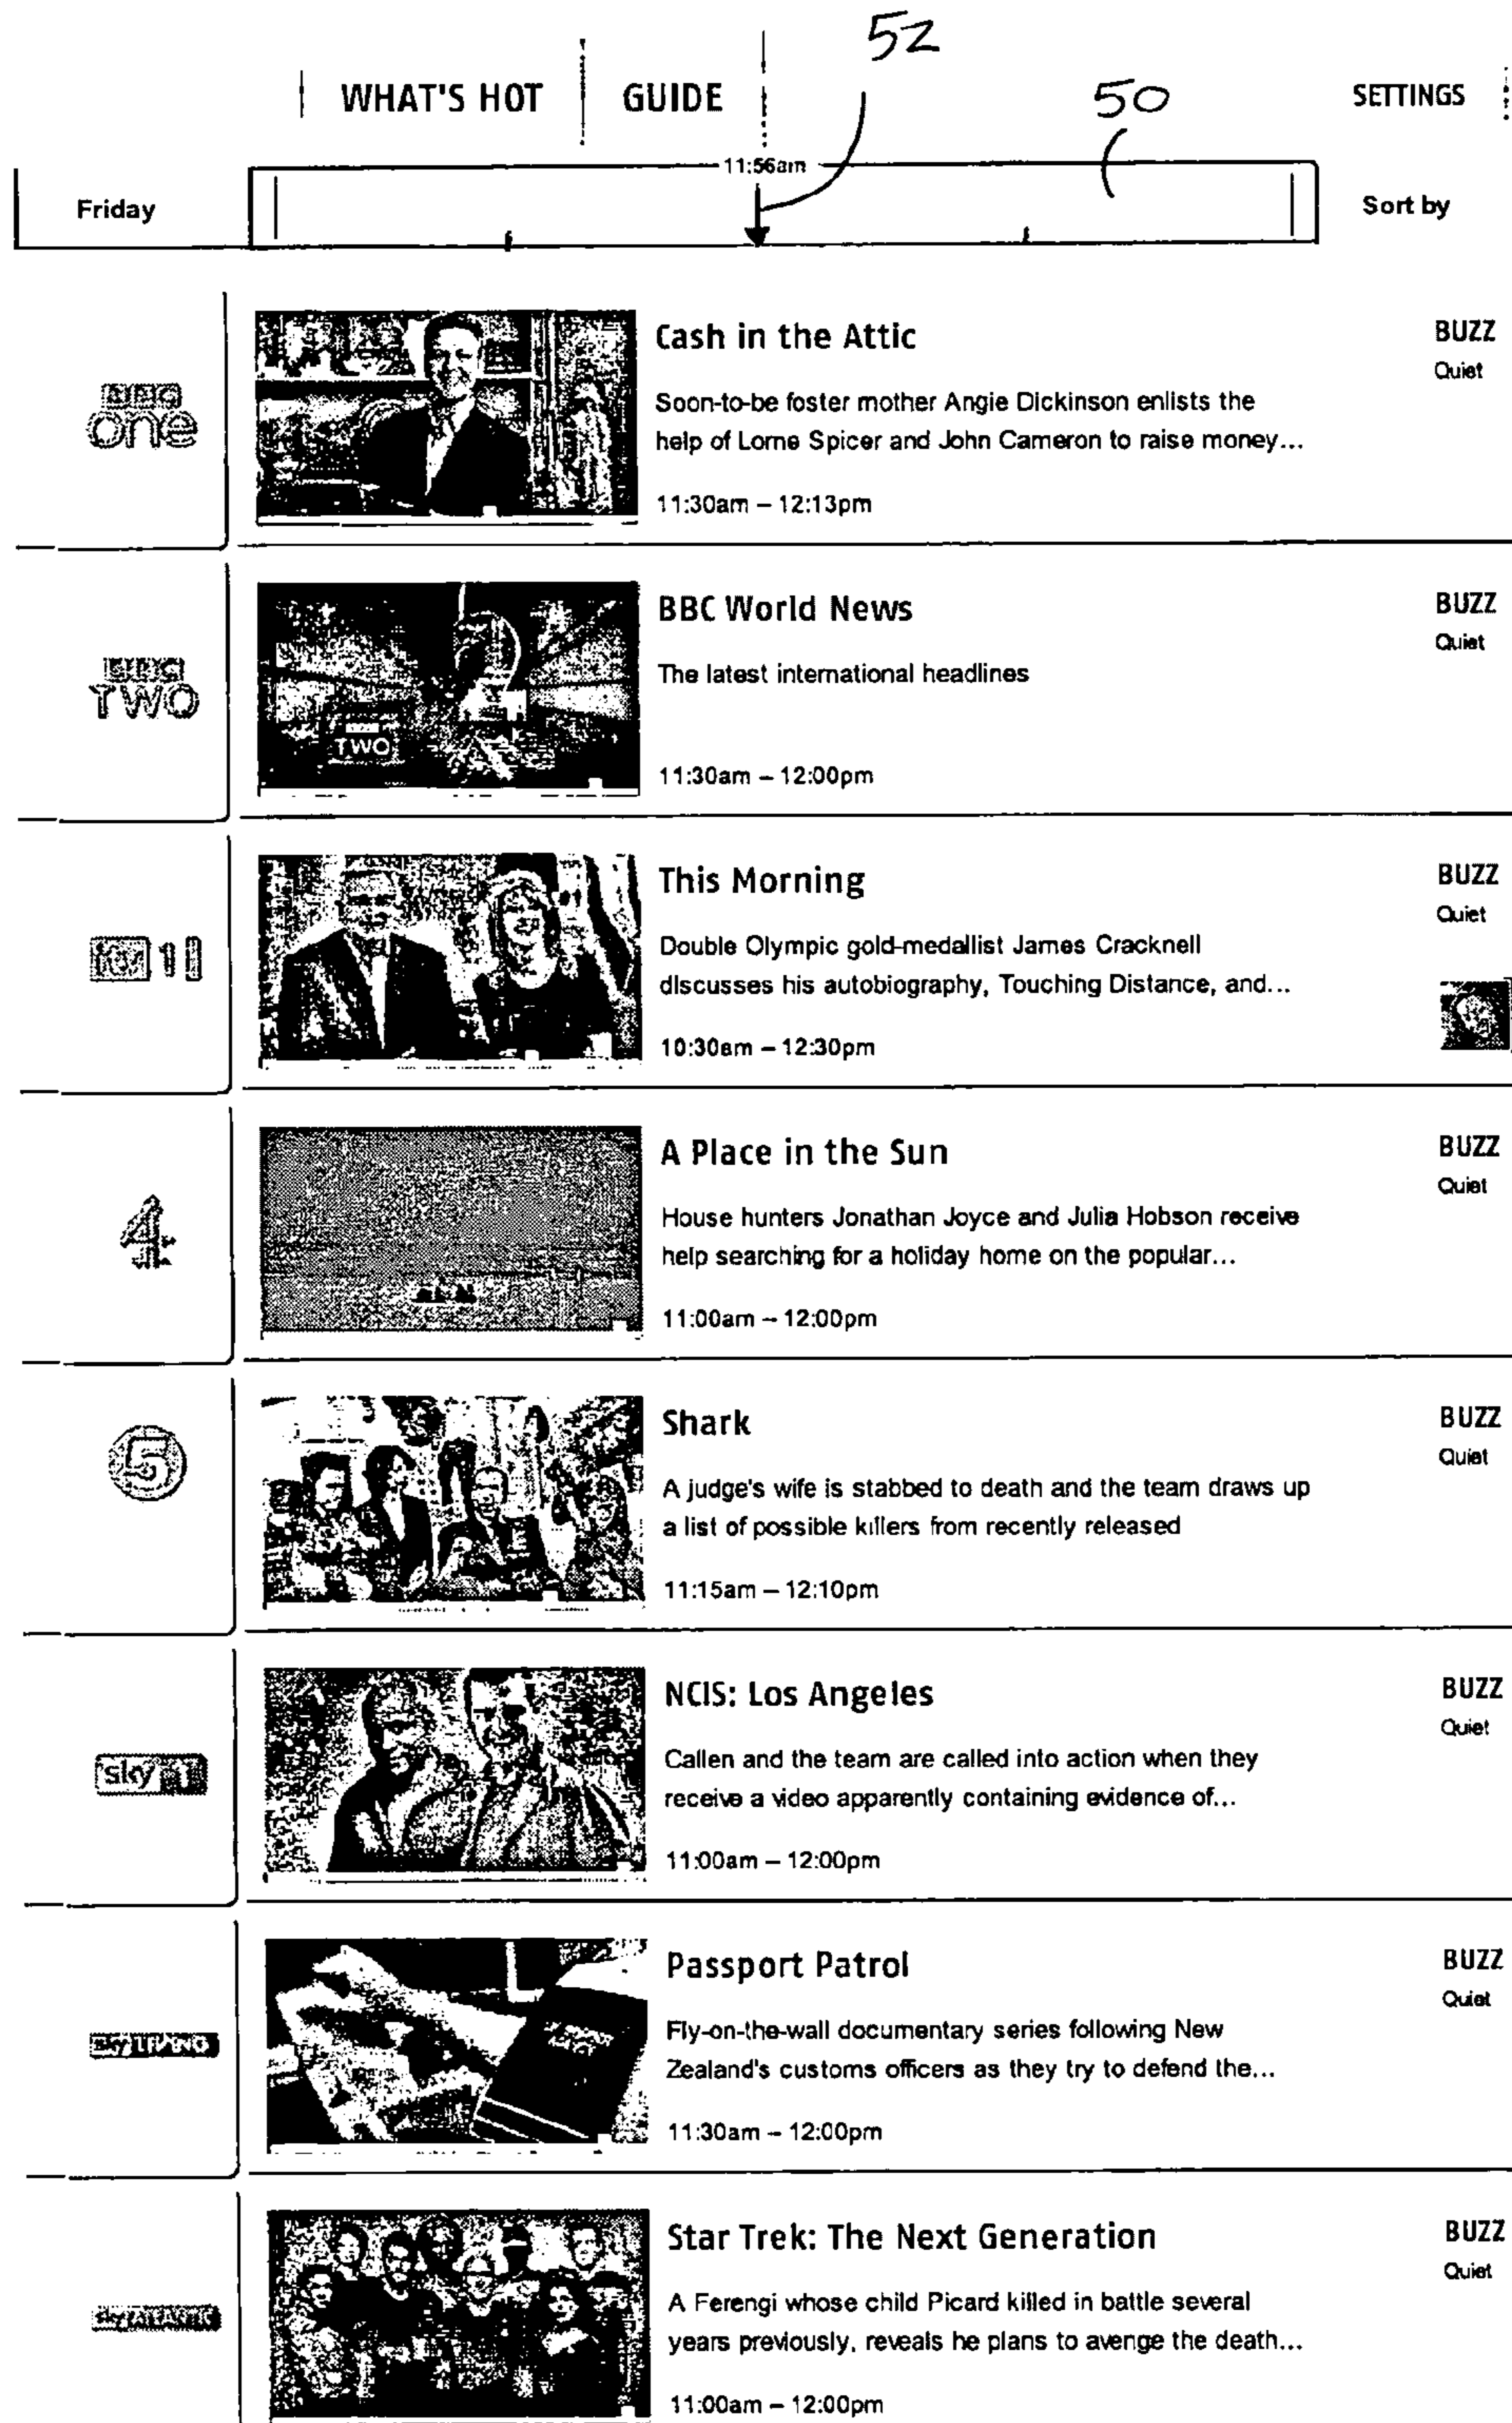 52
WHAT'S HOT GUIDE 50 SETTINGS
11:56am
Friday Sort by
Cash in the Attic BUZZ
Quiet
BBC
one
Soon-to-be foster mother Angie Dickinson enlists the
help of Lorne Spicer and John Cameron to raise money...
11:30am – 12:13pm
BBC World News BUZZ
Quiet
BBC
TWO
The latest international headlines
TWO
11:30am – 12:00pm
This Morning BUZZ
Quiet
1
Double Olympic gold-medallist James Cracknell
discusses his autobiography, Touching Distance, and...
10:30am – 12:30pm
A Place in the Sun BUZZ
Quiet
4
House hunters Jonathan Joyce and Julia Hobson receive
help searching for a holiday home on the popular...
11:00am – 12:00pm
Shark BUZZ
Quiet
5
A judge's wife is stabbed to death and the team draws up
a list of possible killers from recently released
11:15am – 12:10pm
NCIS: Los Angeles BUZZ
Quiet
sky 1
Callen and the team are called into action when they
receive a video apparently containing evidence of...
11:00am – 12:00pm
Passport Patrol BUZZ
Quiet
sky LIVING
Fly-on-the-wall documentary series following New
Zealand's customs officers as they try to defend the...
11:30am – 12:00pm
Star Trek: The Next Generation BUZZ
Quiet
sky ATLANTIC
A Ferengi whose child Picard killed in battle several
years previously, reveals he plans to avenge the death...
11:00am – 12:00pm